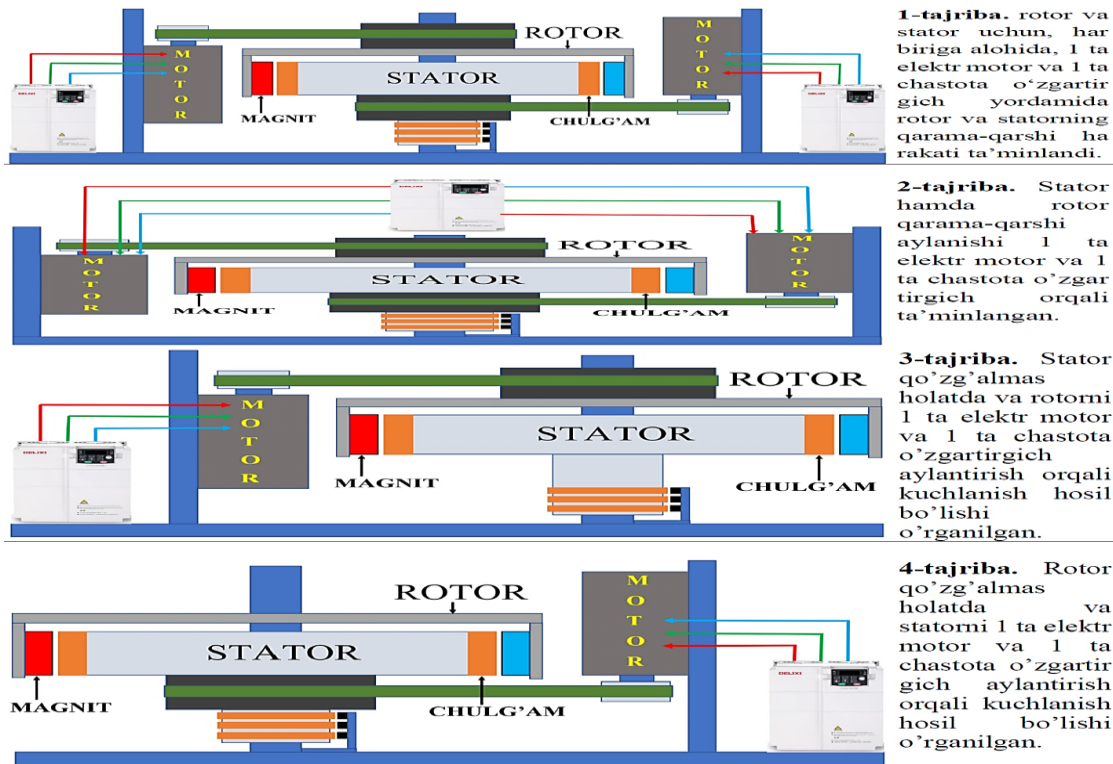 ROTOR
STATOR
MAGNIT
CHULG'AM
MOTOR
MOTOR
DELIXI
1-tajriba. rotor va
stator uchun, har
biriga alohida, 1 ta
elektr motor va 1 ta
chastota o‘zgartir
gich yordamida
rotor va statorning
qarama-qarshi ha
rakati ta’minlandi.
DELIXI
ROTOR
STATOR
MAGNIT
CHULG'AM
MOTOR
MOTOR
2-tajriba. Stator
hamda rotor
qarama-qarshi
aylanishi 1 ta
elektr motor va 1
ta chastota o’zgar
tirgich orqali
ta’minlangan.
ROTOR
STATOR
MAGNIT
CHULG'AM
MOTOR
DELIXI
3-tajriba. Stator
qo’zg’almas
holatda va rotorni
1 ta elektr motor
va 1 ta chastota
o’zgartirgich
aylantirish orqali
kuchlanish hosil
bo’lishi
o’rganilgan.
ROTOR
STATOR
MAGNIT
CHULG'AM
MOTOR
DELIXI
4-tajriba. Rotor
qo’zg’almas
holatda va
statorni 1 ta elektr
motor va 1 ta
chastota o’zgartir
gich aylantirish
orqali kuchlanish
hosil bo’lishi
o’rganilgan.